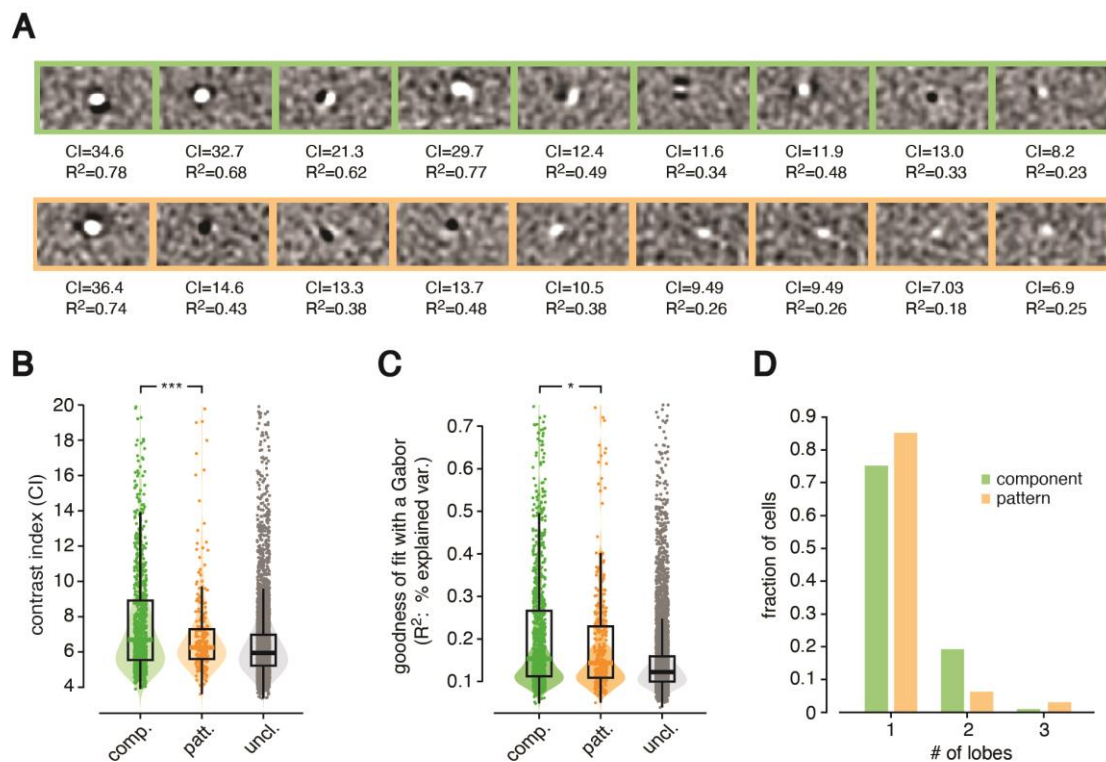 A
CI=34.6 CI=32.7 CI=21.3 CI=29.7 CI=12.4 CI=11.6 CI=11.9 CI=13.0 CI=8.2
R²=0.78 R²=0.68 R²=0.62 R²=0.77 R²=0.49 R²=0.34 R²=0.48 R²=0.33 R²=0.23
CI=36.4 CI=14.6 CI=13.3 CI=13.7 CI=10.5 CI=9.49 CI=9.49 CI=7.03 CI=6.9
R²=0.74 R²=0.43 R²=0.38 R²=0.48 R²=0.38 R²=0.26 R²=0.26 R²=0.18 R²=0.25
B
***
contrast index (CI)
20
18
16
14
12
10
8
6
4
comp. patt. uncl.
C
*
goodness of fit with a Gabor
(R²: % explained var.)
0.7
0.6
0.5
0.4
0.3
0.2
0.1
comp. patt. uncl.
D
fraction of cells
0.9
0.8
0.7
0.6
0.5
0.4
0.3
0.2
0.1
0
component
pattern
1 2 3
# of lobes